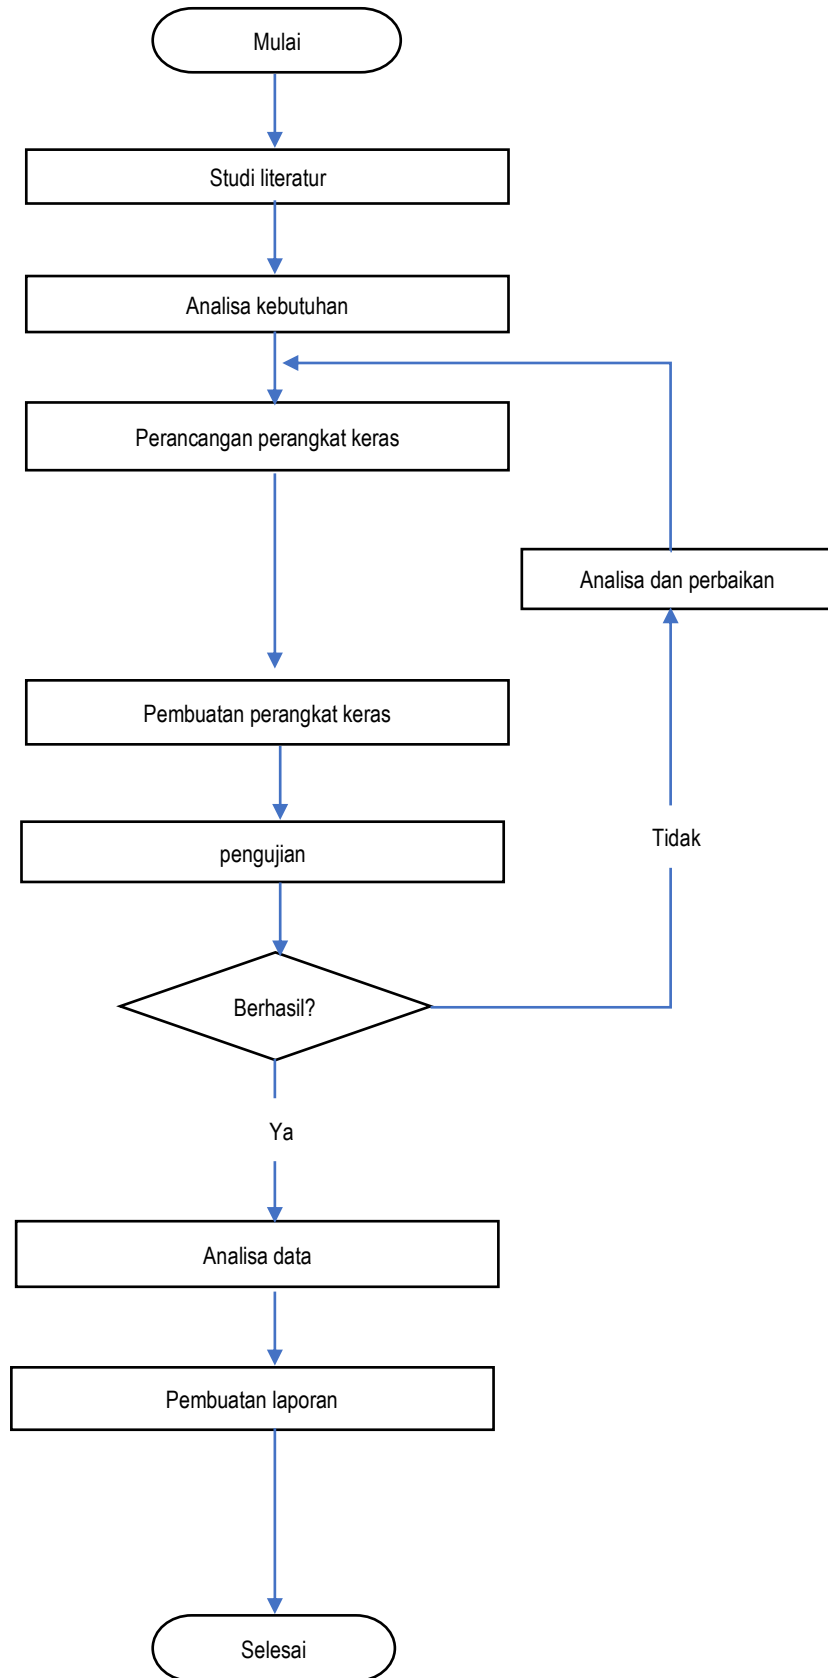 Mulai
Studi literatur
Analisa kebutuhan
Perancangan perangkat keras
Analisa dan perbaikan
Pembuatan perangkat keras
pengujian
Tidak
Berhasil?
Ya
Analisa data
Pembuatan laporan
Selesai